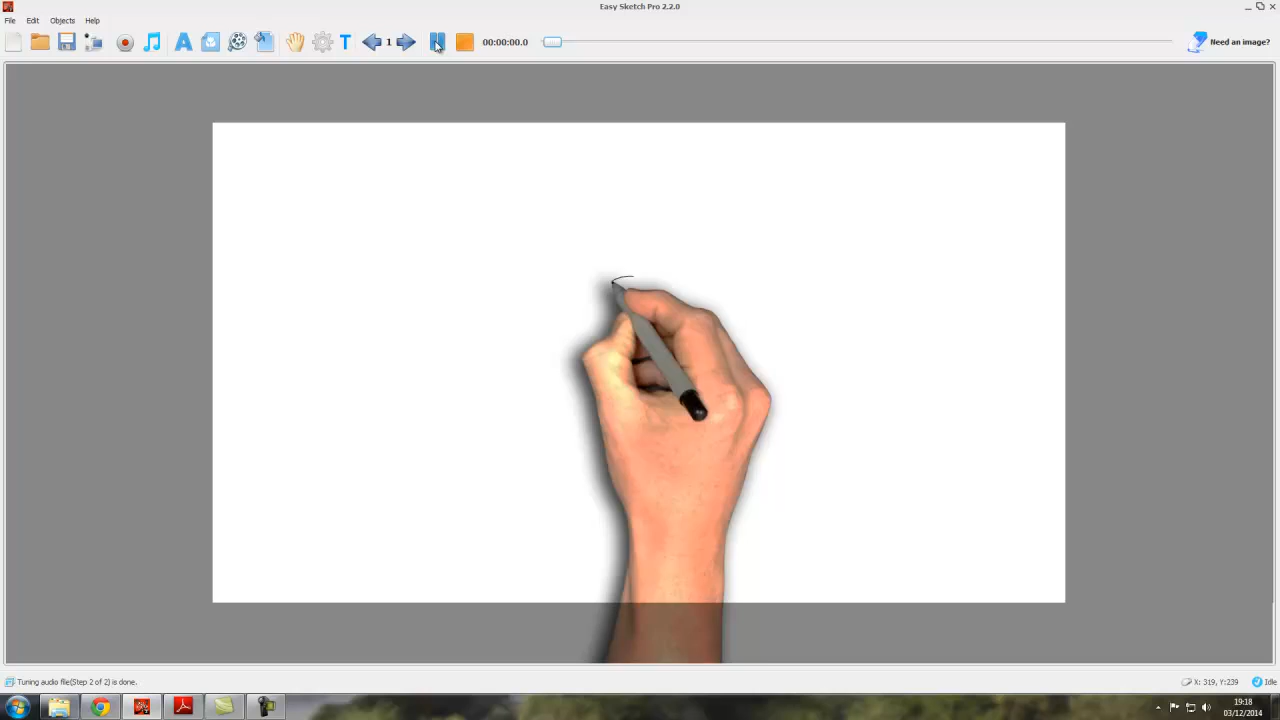 Easy Sketch Pro 2.2.0
File Edit Objects Help
A T 1 00:00:00.0 Need an image?
Tuning audio file(Step 2 of 2) is done. X: 319, Y:239 Idle
19:18
03/12/2014